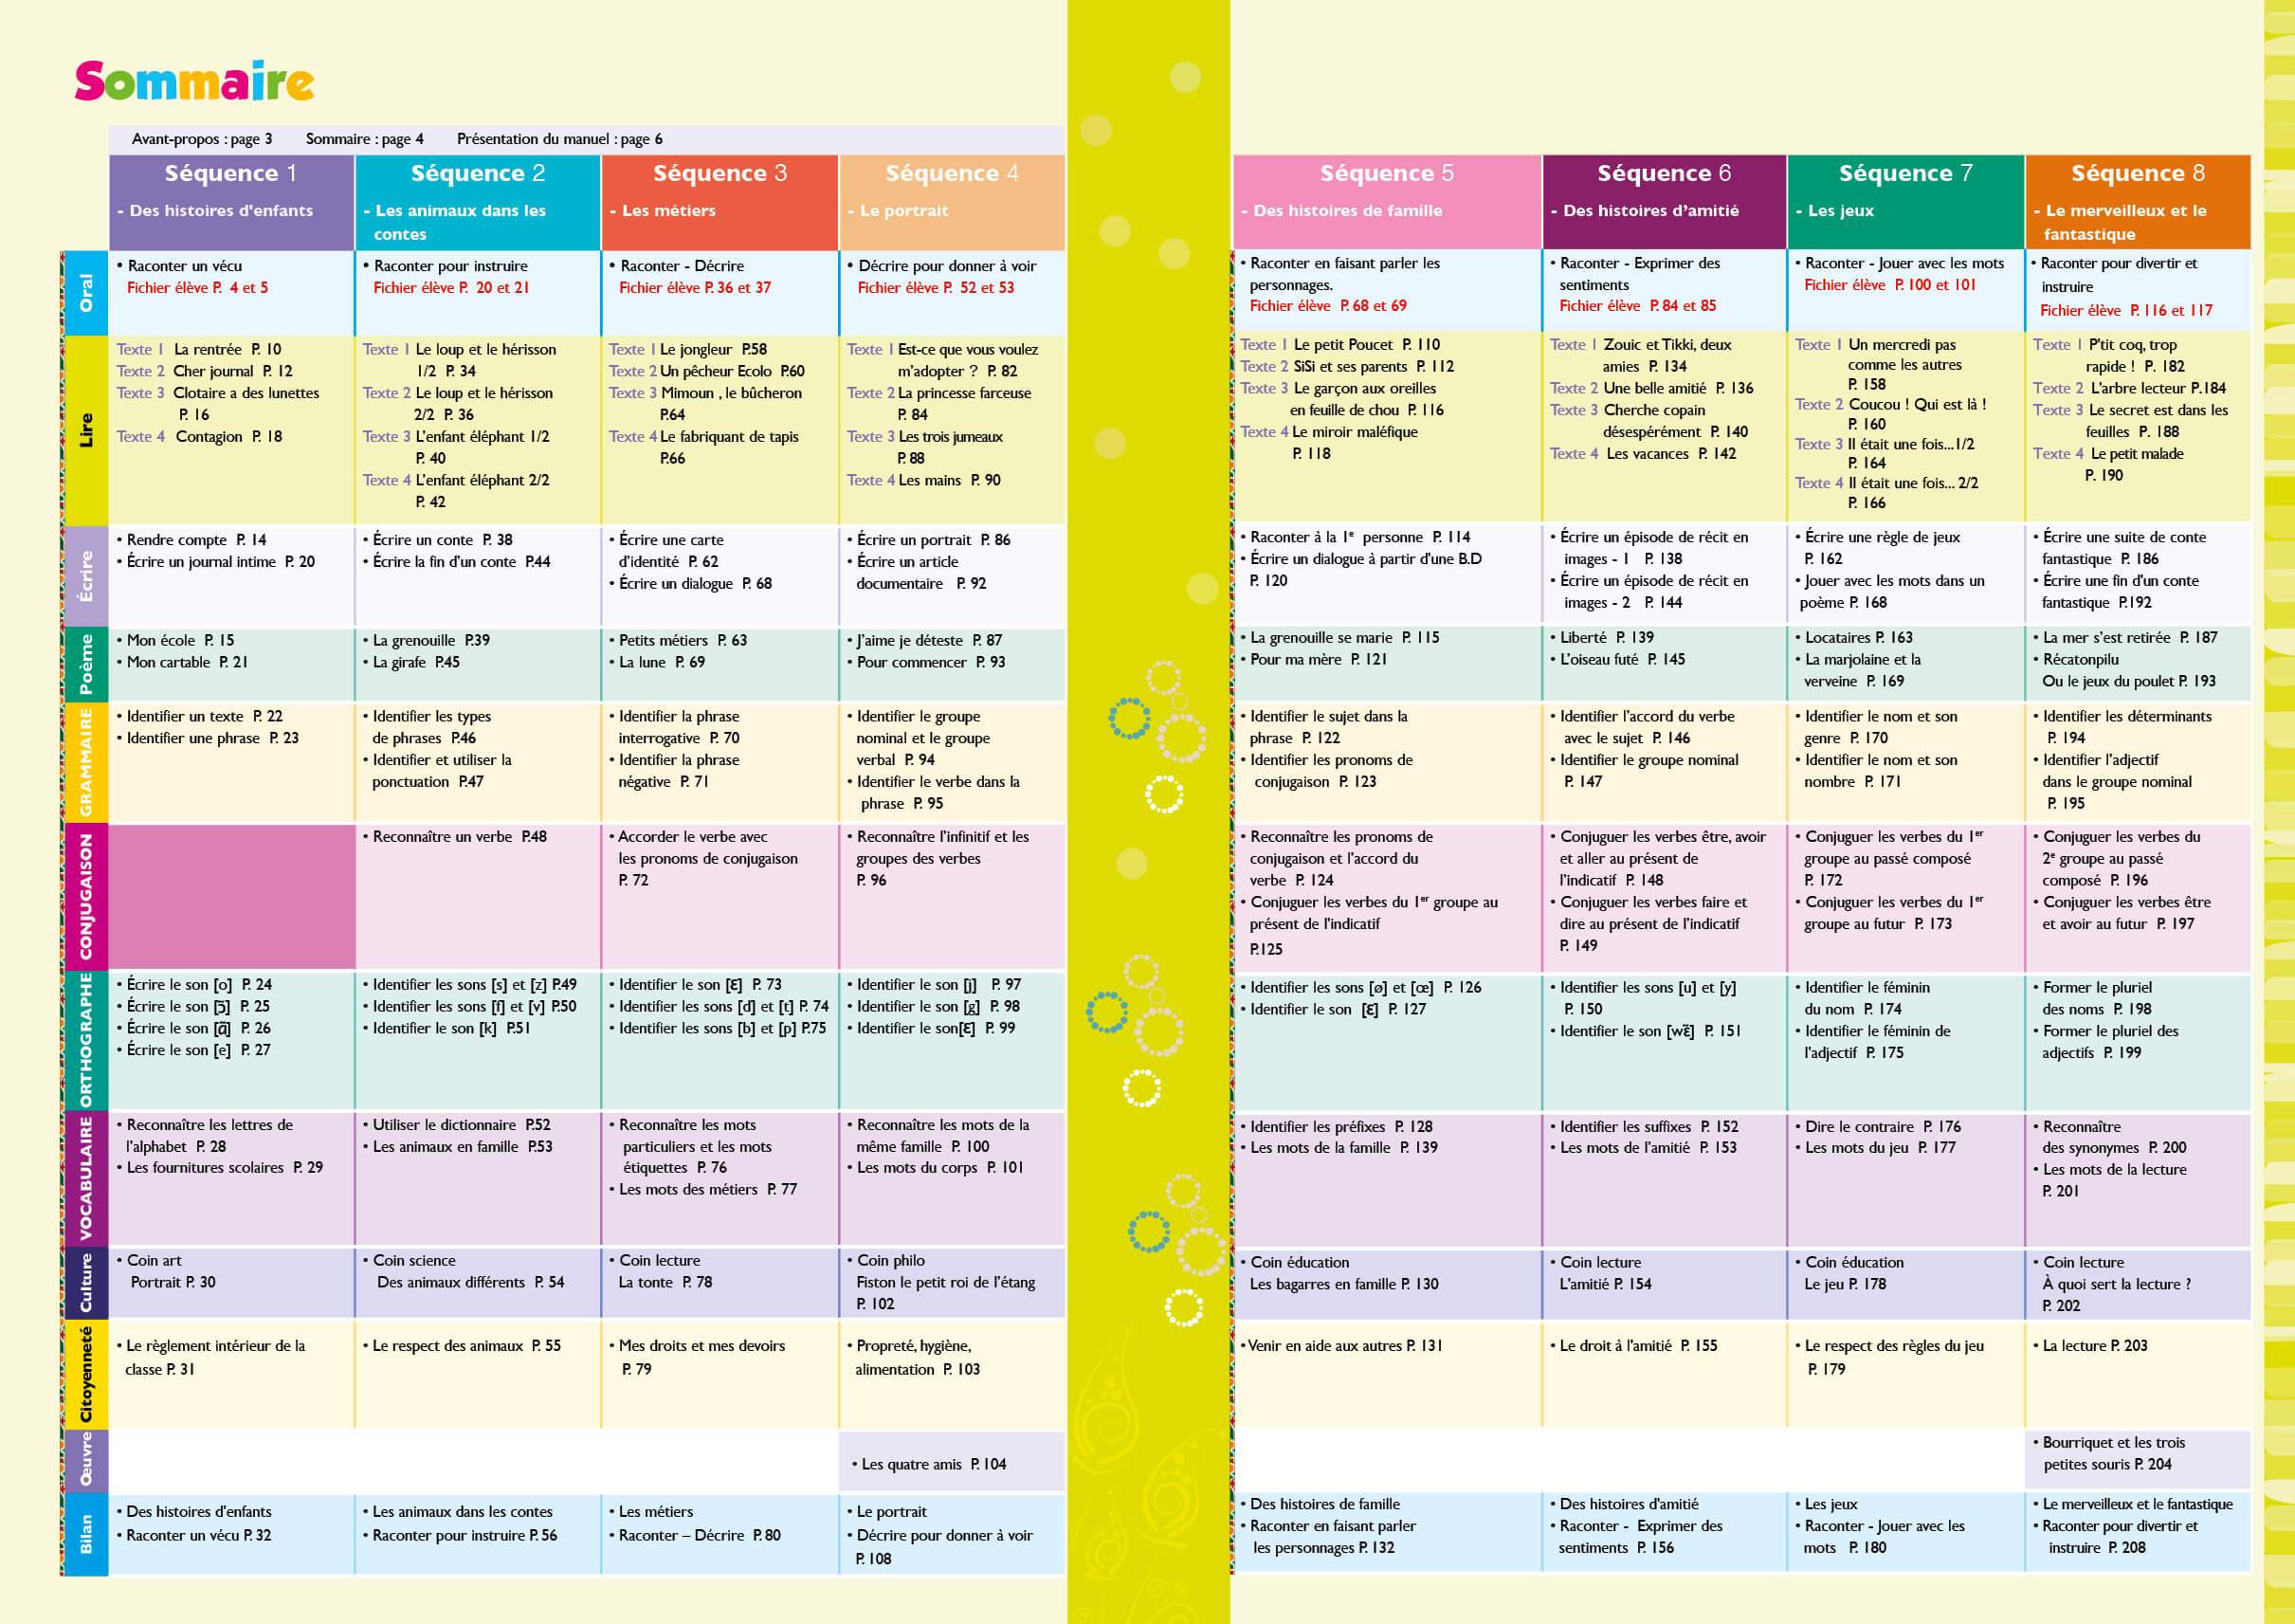 Sommaire
Avant-propos : page 3 Sommaire : page 4 Présentation du manuel : page 6
Séquence 1
- Des histoires d'enfants
Séquence 2
- Les animaux dans les
contes
Séquence 3
- Les métiers
Séquence 4
- Le portrait
Séquence 5
- Des histoires de famille
Séquence 6
- Des histoires d'amitié
Séquence 7
- Les jeux
Séquence 8
- Le merveilleux et le
fantastique
Oral
• Raconter un vécu
Fichier élève P. 4 et 5
• Raconter pour instruire
Fichier élève P. 20 et 21
• Raconter - Décrire
Fichier élève P. 36 et 37
• Décrire pour donner à voir
Fichier élève P. 52 et 53
• Raconter en faisant parler les
personnages.
Fichier élève P. 68 et 69
• Raconter - Exprimer des
sentiments
Fichier élève P. 84 et 85
• Raconter - Jouer avec les mots
Fichier élève P. 100 et 101
• Raconter pour divertir et
instruire
Fichier élève P. 116 et 117
Lire
Texte 1 La rentrée P. 10
Texte 2 Cher journal P. 12
Texte 3 Clotaire a des lunettes
P. 16
Texte 4 Contagion P. 18
Texte 1 Le loup et le hérisson
1/2 P. 34
Texte 2 Le loup et le hérisson
2/2 P. 36
Texte 3 L'enfant éléphant 1/2
P. 40
Texte 4 L'enfant éléphant 2/2
P. 42
Texte 1 Le jongleur P.58
Texte 2 Un pêcheur Ecolo P.60
Texte 3 Mimoun , le bûcheron
P.64
Texte 4 Le fabriquant de tapis
P.66
Texte 1 Est-ce que vous voulez
m'adopter ? P. 82
Texte 2 La princesse farceuse
P. 84
Texte 3 Les trois jumeaux
P. 88
Texte 4 Les mains P. 90
Texte 1 Le petit Poucet P. 110
Texte 2 SiSi et ses parents P. 112
Texte 3 Le garçon aux oreilles
en feuille de chou P. 116
Texte 4 Le miroir maléfique
P. 118
Texte 1 Zouic et Tikki, deux
amies P. 134
Texte 2 Une belle amitié P. 136
Texte 3 Cherche copain
désespérément P. 140
Texte 4 Les vacances P. 142
Texte 1 Un mercredi pas
comme les autres
P. 158
Texte 2 Coucou ! Qui est là !
P. 160
Texte 3 Il était une fois...1/2
P. 164
Texte 4 Il était une fois... 2/2
P. 166
Texte 1 P'tit coq, trop
rapide ! P. 182
Texte 2 L'arbre lecteur P.184
Texte 3 Le secret est dans les
feuilles P. 188
Texte 4 Le petit malade
P. 190
Écrire
• Rendre compte P. 14
• Écrire un journal intime P. 20
• Écrire un conte P. 38
• Écrire la fin d'un conte P.44
• Écrire une carte
d'identité P. 62
• Écrire un dialogue P. 68
• Écrire un portrait P. 86
• Écrire un article
documentaire P. 92
• Raconter à la 1e personne P. 114
• Écrire un dialogue à partir d'une B.D
P. 120
• Écrire un épisode de récit en
images - 1 P. 138
• Écrire un épisode de récit en
images - 2 P. 144
• Écrire une règle de jeux
P. 162
• Jouer avec les mots dans un
poème P. 168
• Écrire une suite de conte
fantastique P. 186
• Écrire une fin d'un conte
fantastique P.192
Poème
• Mon école P. 15
• Mon cartable P. 21
• La grenouille P.39
• La girafe P.45
• Petits métiers P. 63
• La lune P. 69
• J'aime je déteste P. 87
• Pour commencer P. 93
• La grenouille se marie P. 115
• Pour ma mère P. 121
• Liberté P. 139
• L'oiseau futé P. 145
• Locataires P. 163
• La marjolaine et la
verveine P. 169
• La mer s'est retirée P. 187
• Récatonpilu
Ou le jeux du poulet P. 193
GRAMMAIRE
• Identifier un texte P. 22
• Identifier une phrase P. 23
• Identifier les types
de phrases P.46
• Identifier et utiliser la
ponctuation P.47
• Identifier la phrase
interrogative P. 70
• Identifier la phrase
négative P. 71
• Identifier le groupe
nominal et le groupe
verbal P. 94
• Identifier le verbe dans la
phrase P. 95
• Identifier le sujet dans la
phrase P. 122
• Identifier les pronoms de
conjugaison P. 123
• Identifier l'accord du verbe
avec le sujet P. 146
• Identifier le groupe nominal
P. 147
• Identifier le nom et son
genre P. 170
• Identifier le nom et son
nombre P. 171
• Identifier les déterminants
P. 194
• Identifier l'adjectif
dans le groupe nominal
P. 195
CONJUGAISON
• Reconnaître un verbe P.48
• Accorder le verbe avec
les pronoms de conjugaison
P. 72
• Reconnaître l'infinitif et les
groupes des verbes
P. 96
• Reconnaître les pronoms de
conjugaison et l'accord du
verbe P. 124
• Conjuguer les verbes du 1er groupe au
présent de l'indicatif
P.125
• Conjuguer les verbes être, avoir
et aller au présent de
l'indicatif P. 148
• Conjuguer les verbes faire et
dire au présent de l'indicatif
P. 149
• Conjuguer les verbes du 1er
groupe au passé composé
P. 172
• Conjuguer les verbes du 1er
groupe au futur P. 173
• Conjuguer les verbes du
2e groupe au passé
composé P. 196
• Conjuguer les verbes être
et avoir au futur P. 197
ORTHOGRAPHE
• Écrire le son [o] P. 24
• Écrire le son [ɔ̃] P. 25
• Écrire le son [ɑ̃] P. 26
• Écrire le son [e] P. 27
• Identifier les sons [s] et [z] P.49
• Identifier les sons [f] et [v] P.50
• Identifier le son [k] P.51
• Identifier le son [ɛ] P. 73
• Identifier les sons [d] et [t] P. 74
• Identifier les sons [b] et [p] P.75
• Identifier le son [j] P. 97
• Identifier le son [g] P. 98
• Identifier le son[ɛ̃] P. 99
• Identifier les sons [ø] et [œ] P. 126
• Identifier le son [ɛ̃] P. 127
• Identifier les sons [u] et [y]
P. 150
• Identifier le son [wɛ̃] P. 151
• Identifier le féminin
du nom P. 174
• Identifier le féminin de
l'adjectif P. 175
• Former le pluriel
des noms P. 198
• Former le pluriel des
adjectifs P. 199
VOCABULAIRE
• Reconnaître les lettres de
l'alphabet P. 28
• Les fournitures scolaires P. 29
• Utiliser le dictionnaire P.52
• Les animaux en famille P.53
• Reconnaître les mots
particuliers et les mots
étiquettes P. 76
• Les mots des métiers P. 77
• Reconnaître les mots de la
même famille P. 100
• Les mots du corps P. 101
• Identifier les préfixes P. 128
• Les mots de la famille P. 139
• Identifier les suffixes P. 152
• Les mots de l'amitié P. 153
• Dire le contraire P. 176
• Les mots du jeu P. 177
• Reconnaître
des synonymes P. 200
• Les mots de la lecture
P. 201
Culture
• Coin art
Portrait P. 30
• Coin science
Des animaux différents P. 54
• Coin lecture
La tonte P. 78
• Coin philo
Fiston le petit roi de l'étang
P. 102
• Coin éducation
Les bagarres en famille P. 130
• Coin lecture
L'amitié P. 154
• Coin éducation
Le jeu P. 178
• Coin lecture
À quoi sert la lecture ?
P. 202
Citoyenneté
• Le règlement intérieur de la
classe P. 31
• Le respect des animaux P. 55
• Mes droits et mes devoirs
P. 79
• Propreté, hygiène,
alimentation P. 103
• Venir en aide aux autres P. 131
• Le droit à l'amitié P. 155
• Le respect des règles du jeu
P. 179
• La lecture P. 203
Œuvre
• Les quatre amis P. 104
• Bourriquet et les trois
petites souris P. 204
Bilan
• Des histoires d'enfants
• Raconter un vécu P. 32
• Les animaux dans les contes
• Raconter pour instruire P. 56
• Les métiers
• Raconter – Décrire P. 80
• Le portrait
• Décrire pour donner à voir
P. 108
• Des histoires de famille
• Raconter en faisant parler
les personnages P. 132
• Des histoires d'amitié
• Raconter - Exprimer des
sentiments P. 156
• Les jeux
• Raconter - Jouer avec les
mots P. 180
• Le merveilleux et le fantastique
• Raconter pour divertir et
instruire P. 208